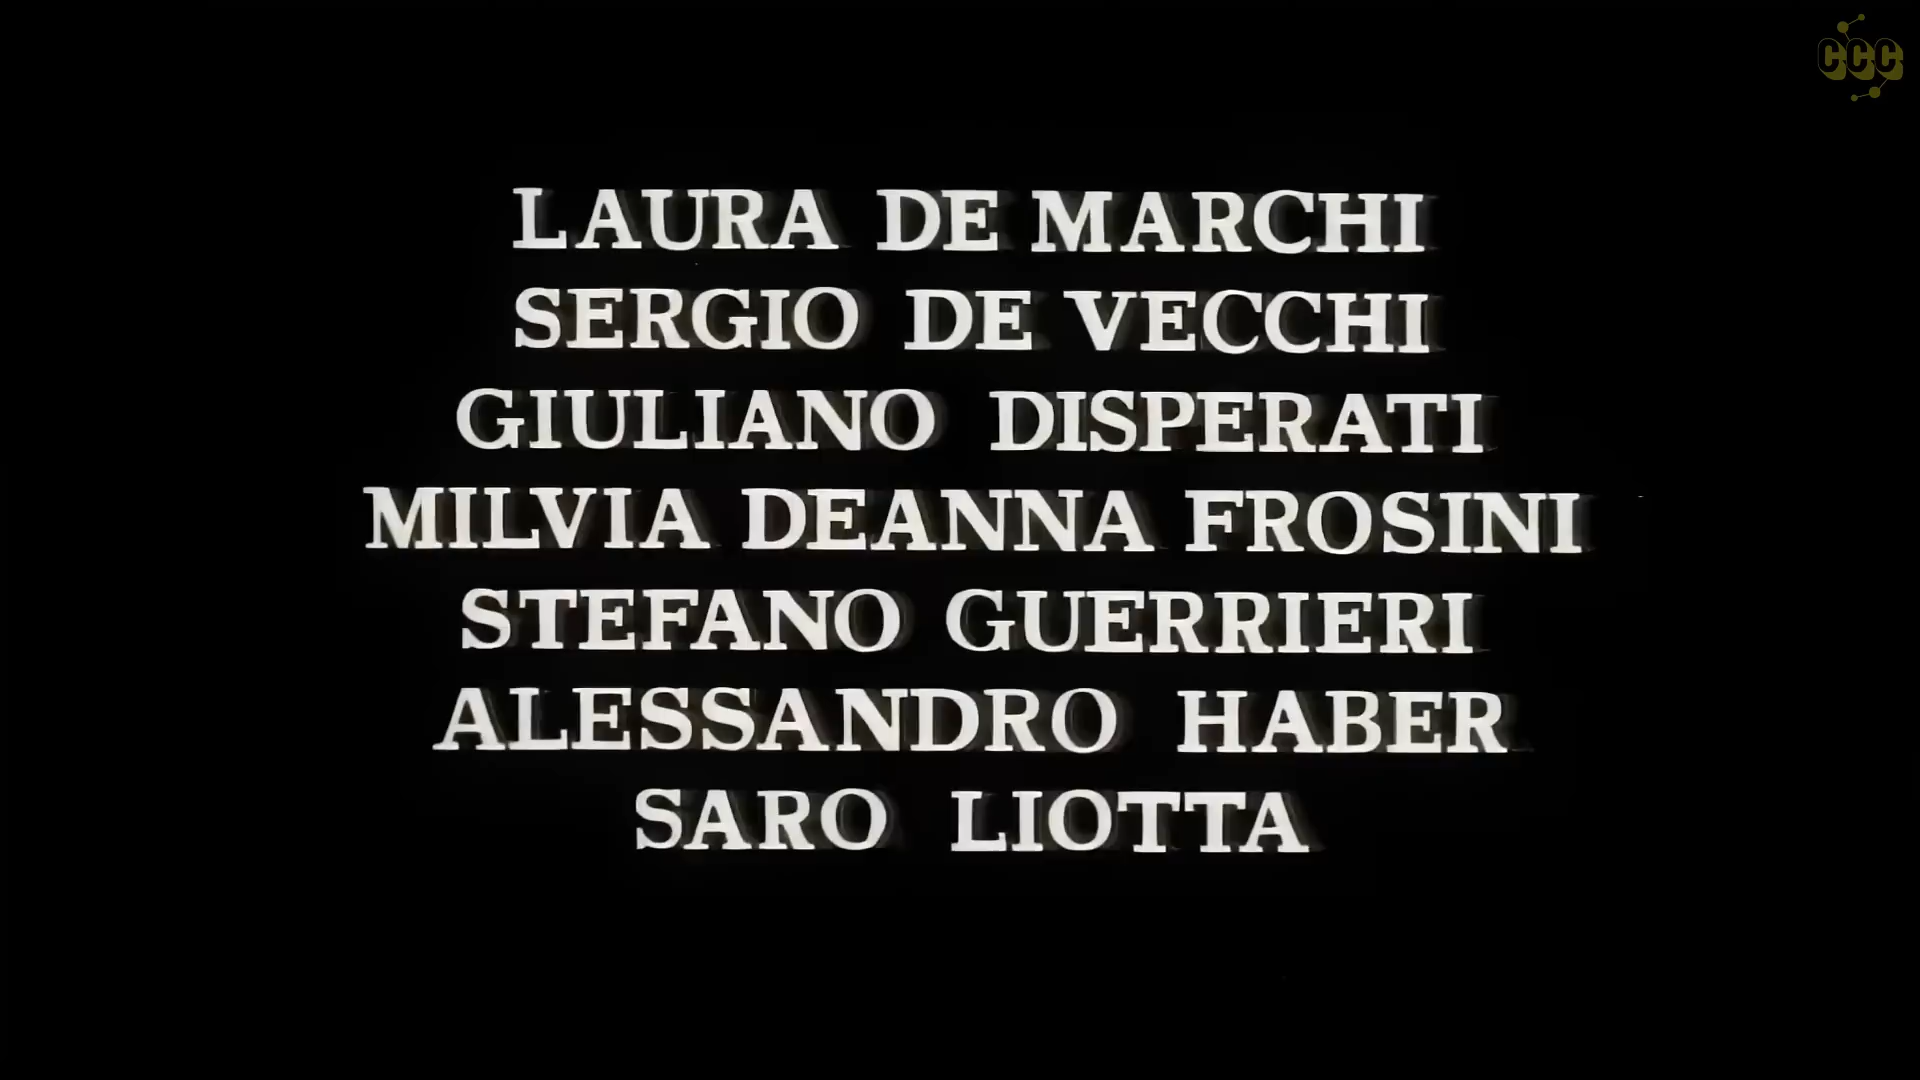 CCC
LAURA DE MARCHI
SERGIO DE VECCHI
GIULIANO DISPERATI
MILVIA DEANNA FROSINI
STEFANO GUERRIERI
ALESSANDRO HABER
SARO LIOTTA